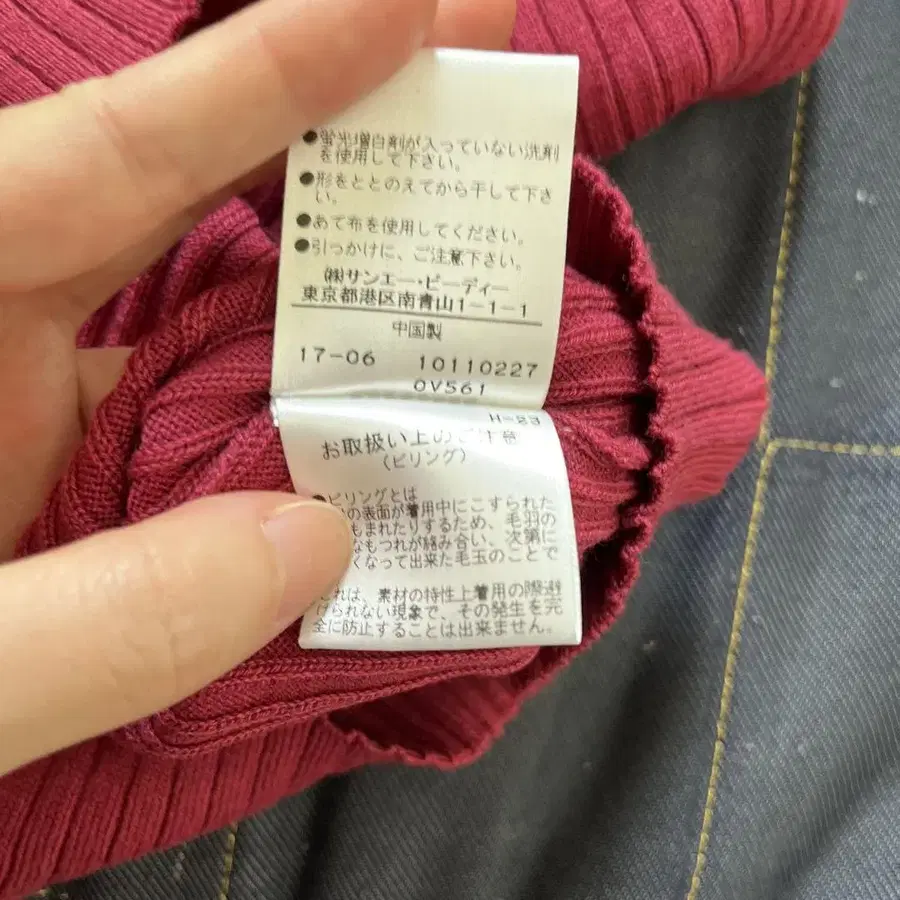 ●蛍光増白剤が入っていない洗剤
を使用して下さい。
●形をととのえてから干して下さ
い。
●あて布を使用してください。
●引っかけに、ご注意下さい。
㈱サンエー・ビーディー
東京都港区南青山1-1-1
中国製
17-06 10110227
0V561
H-23
お取扱い上のご注意
(ピリング)
●ピリングとは
の表面が着用中にこすられた
もまれたりするため、毛羽の
なもつれが絡み合い、次第に
くなって出来た毛玉のことで
これは、素材の特性上着用の際避
けられない現象で、その発生を完
全に防止することは出来ません。